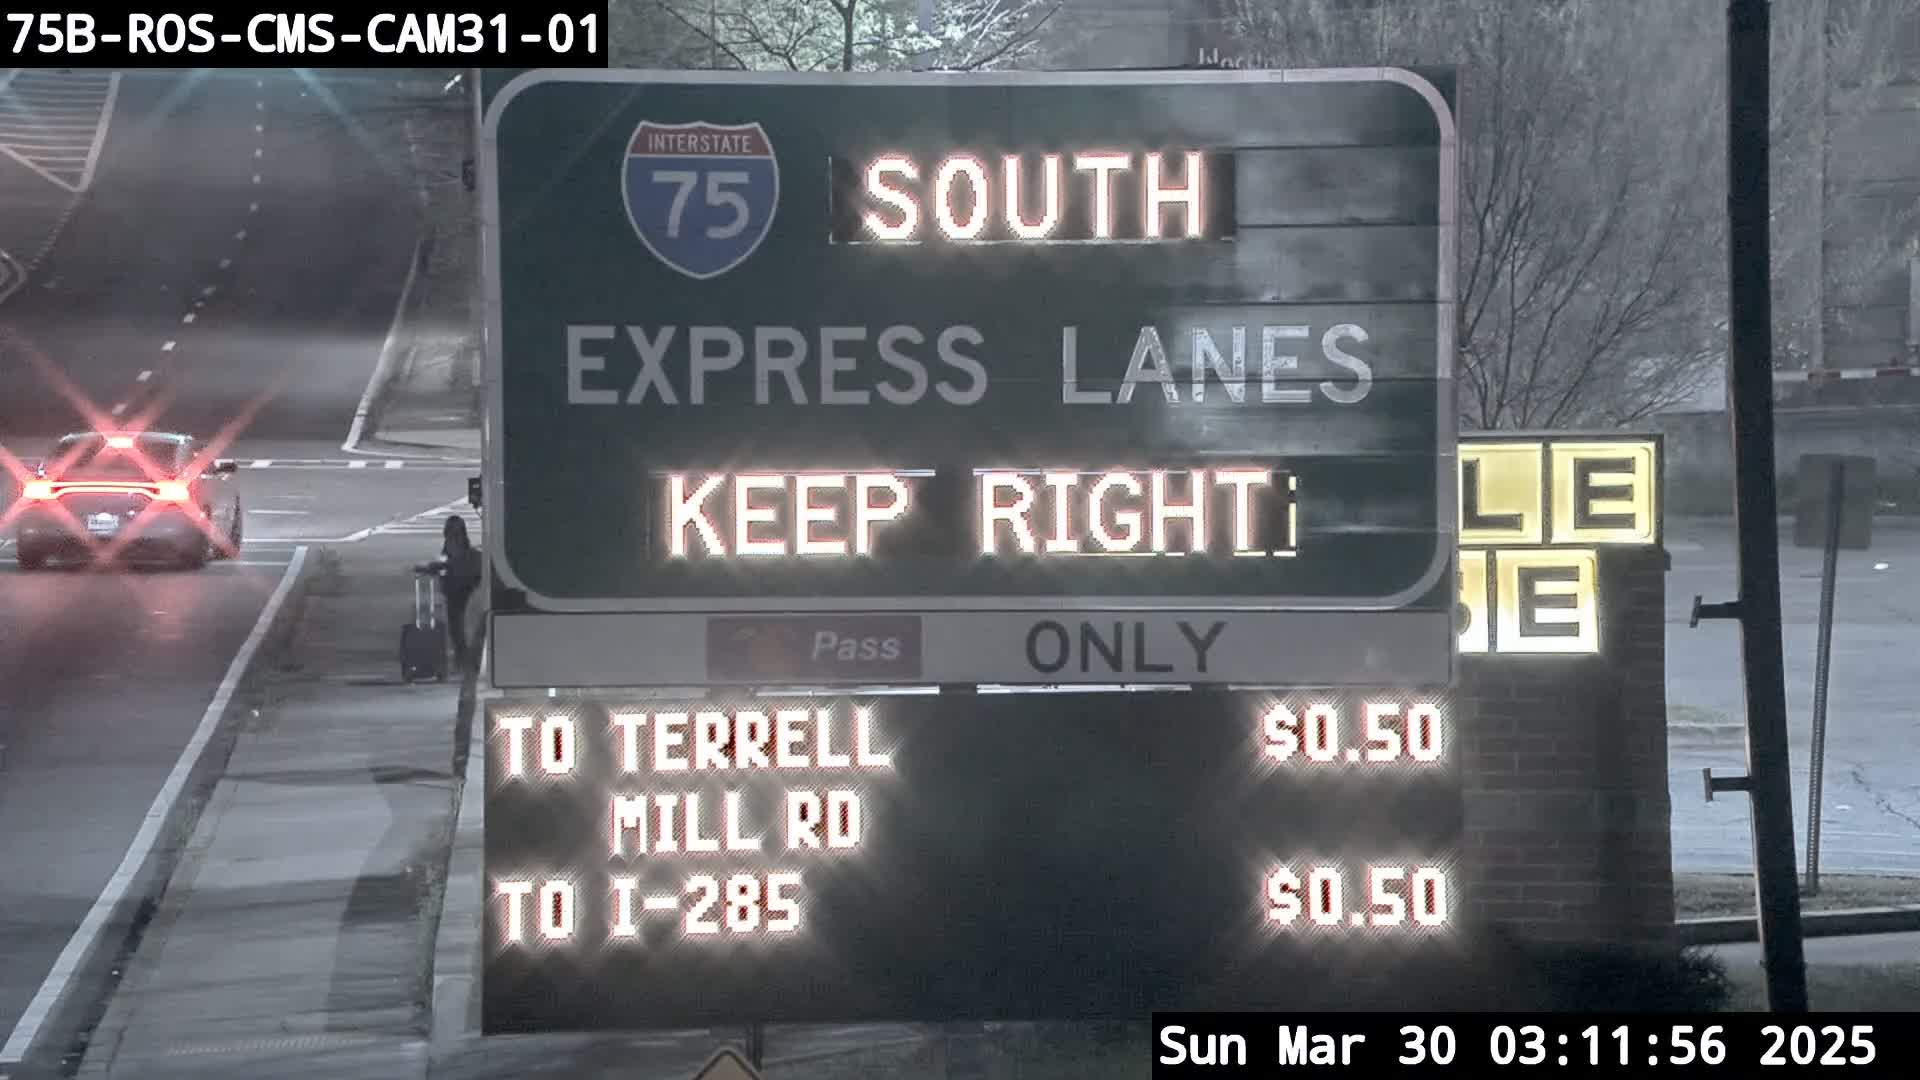 75B-ROS-CMS-CAM31-01
INTERSTATE
75
SOUTH
EXPRESS LANES
KEEP RIGHT
Pass ONLY
TO TERRELL $0.50
MILL RD
TO I-285 $0.50
LE
E
Sun Mar 30 03:11:56 2025